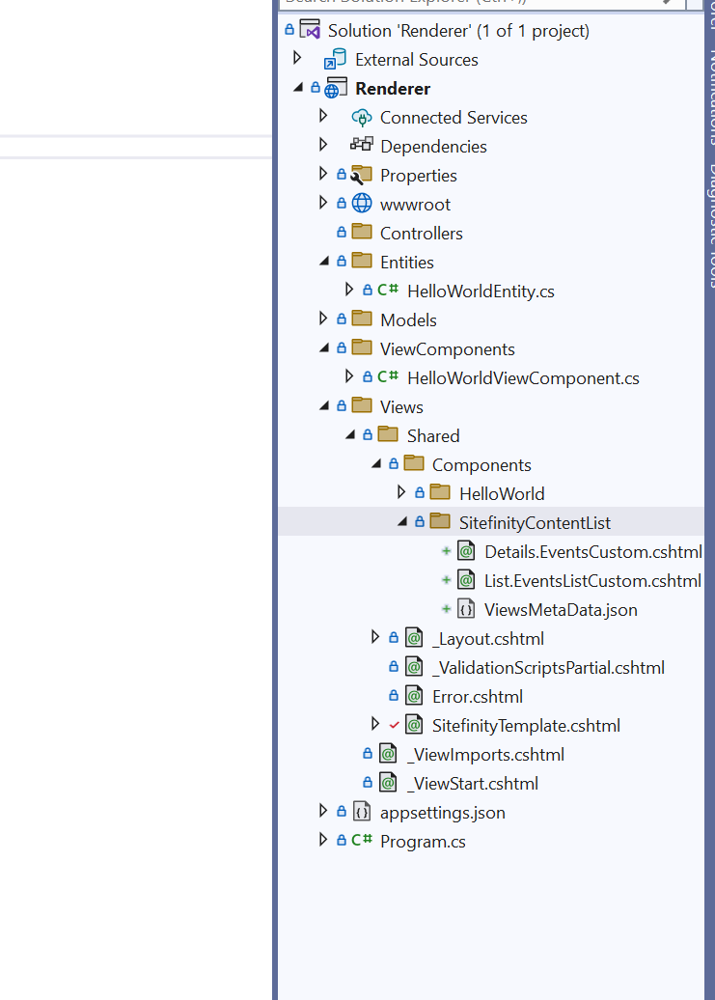 Search Solution Explorer (Ctrl+;)
Solution 'Renderer' (1 of 1 project)
External Sources
Renderer
Connected Services
Dependencies
Properties
wwwroot
Controllers
Entities
C# HelloWorldEntity.cs
Models
ViewComponents
C# HelloWorldViewComponent.cs
Views
Shared
Components
HelloWorld
SitefinityContentList
Details.EventsCustom.cshtml
List.EventsListCustom.cshtml
ViewsMetaData.json
_Layout.cshtml
_ValidationScriptsPartial.cshtml
Error.cshtml
SitefinityTemplate.cshtml
_ViewImports.cshtml
_ViewStart.cshtml
appsettings.json
C# Program.cs
Notifications
Diagnostic Tools